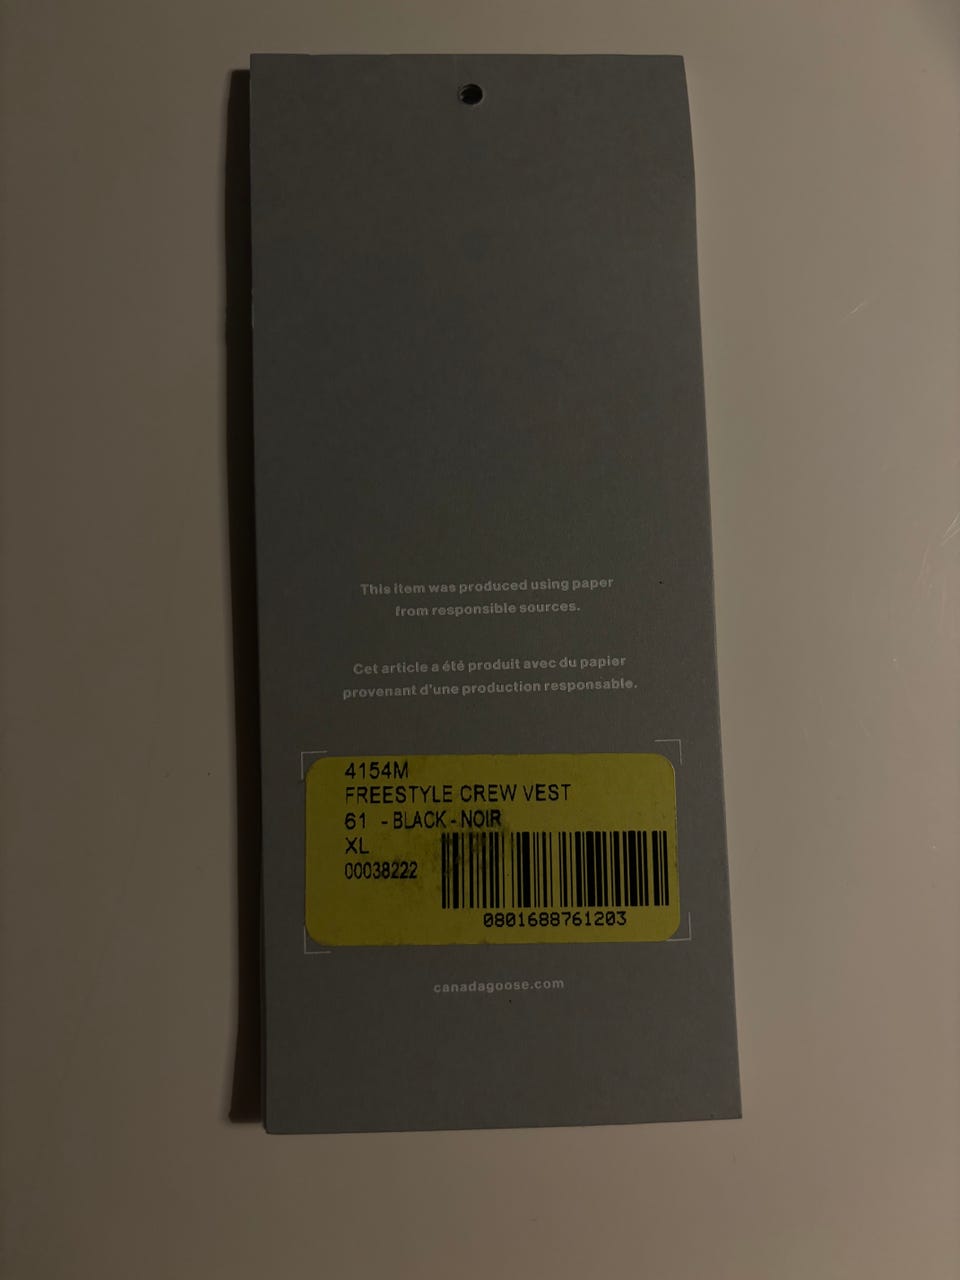 This item was produced using paper
from responsible sources.
Cet article a été produit avec du papier
provenant d'une production responsable.
4154M
FREESTYLE CREW VEST
61 - BLACK - NOIR
XL
00038222
0801688761203
canadagoose.com